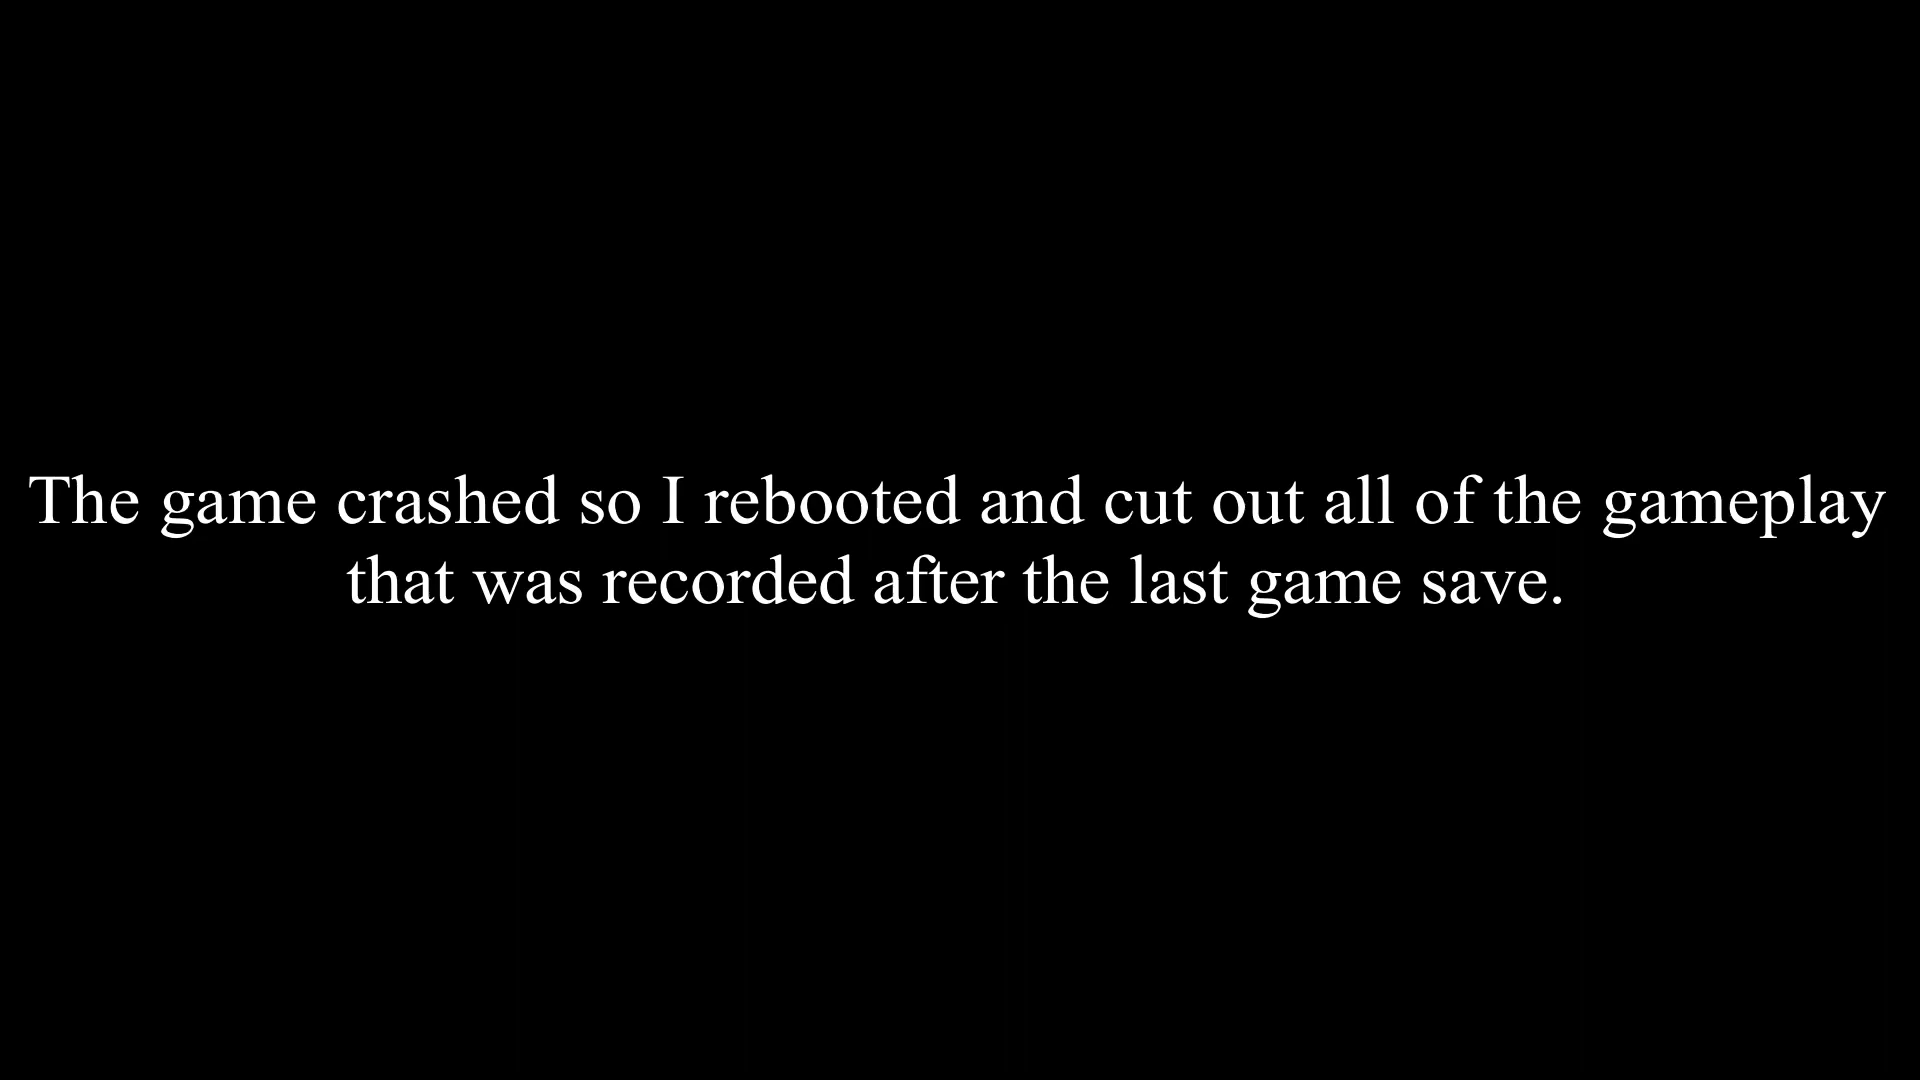 The game crashed so I rebooted and cut out all of the gameplay
that was recorded after the last game save.